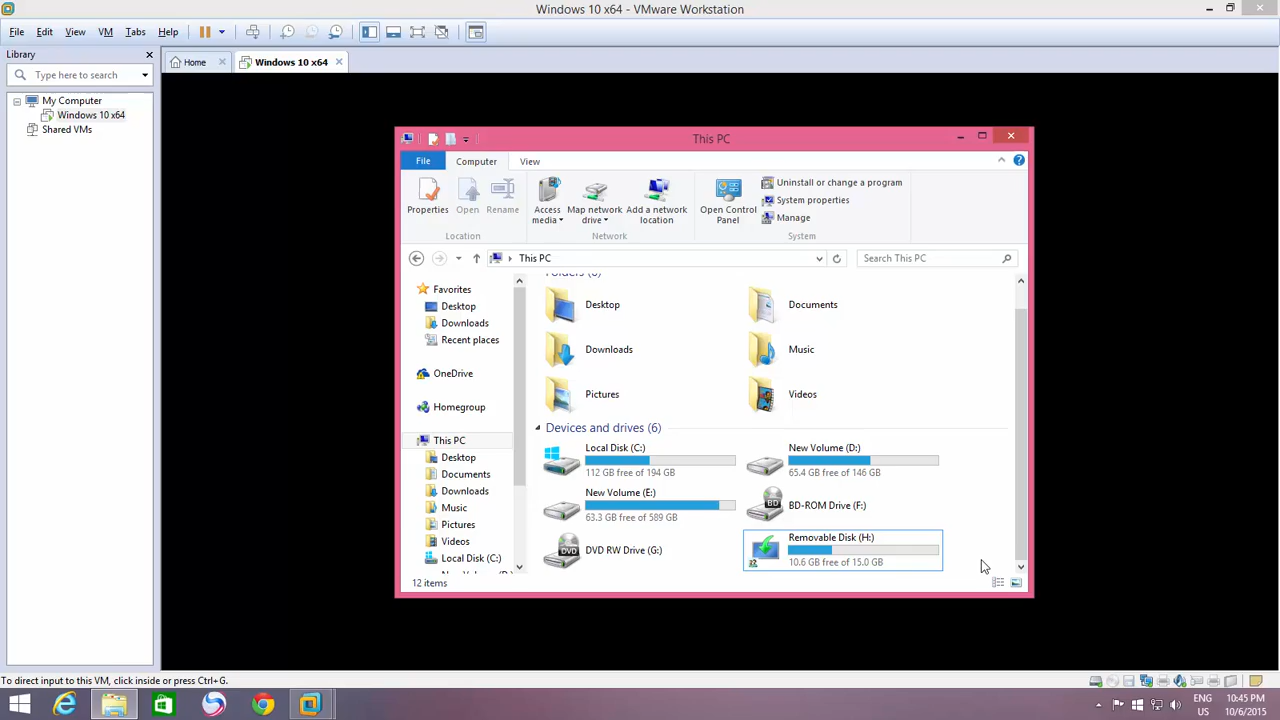 Windows 10 x64 - VMware Workstation
File Edit View VM Tabs Help
Library
Home
Windows 10 x64
Type here to search
My Computer
Windows 10 x64
Shared VMs
This PC
File Computer View
Properties Open Rename
Access media
Map network drive
Add a network location
Open Control Panel
Uninstall or change a program
System properties
Manage
Location Network System
This PC
Search This PC
Favorites
Desktop
Downloads
Recent places
OneDrive
Homegroup
This PC
Desktop
Documents
Downloads
Music
Pictures
Videos
Local Disk (C:)
Folders (6)
Desktop Documents
Downloads Music
Pictures Videos
Devices and drives (6)
Local Disk (C:)
112 GB free of 194 GB
New Volume (D:)
65.4 GB free of 146 GB
New Volume (E:)
63.3 GB free of 589 GB
BD
BD-ROM Drive (F:)
DVD
DVD RW Drive (G:)
Removable Disk (H:)
10.6 GB free of 15.0 GB
12 items
To direct input to this VM, click inside or press Ctrl+G.
ENG
US
10:45 PM
10/6/2015